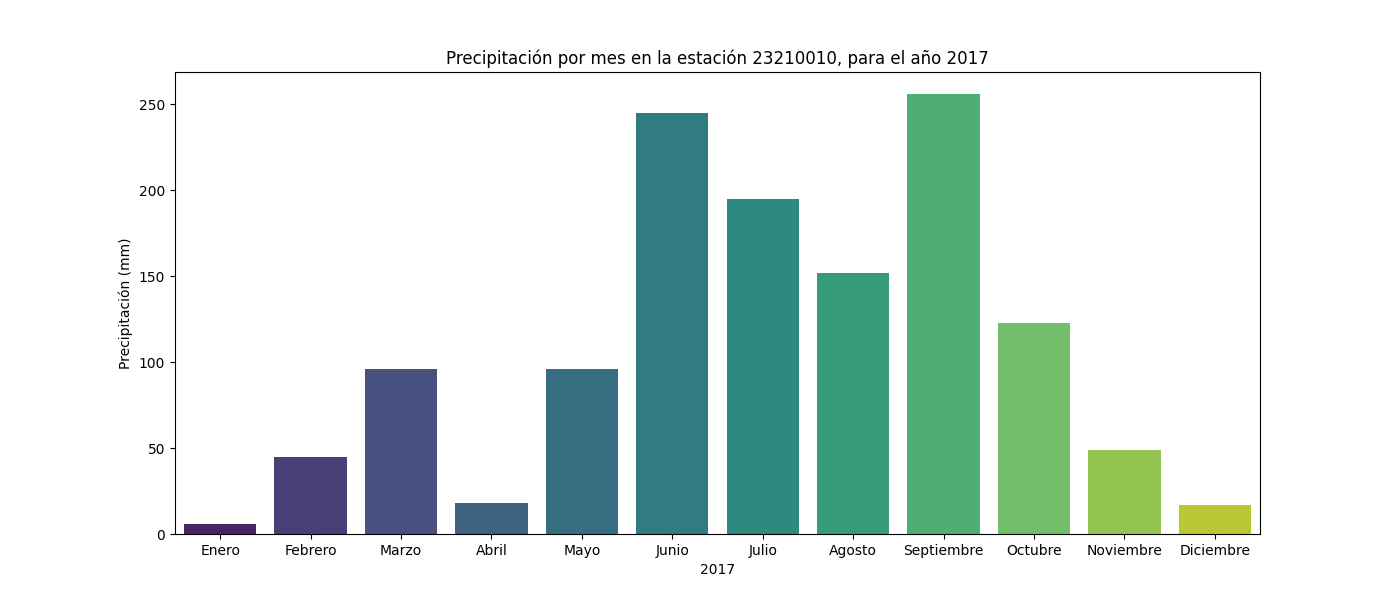 Precipitación por mes en la estación 23210010, para el año 2017
Precipitación (mm)
250
200
150
100
50
0
Enero Febrero Marzo Abril Mayo Junio Julio Agosto Septiembre Octubre Noviembre Diciembre
2017